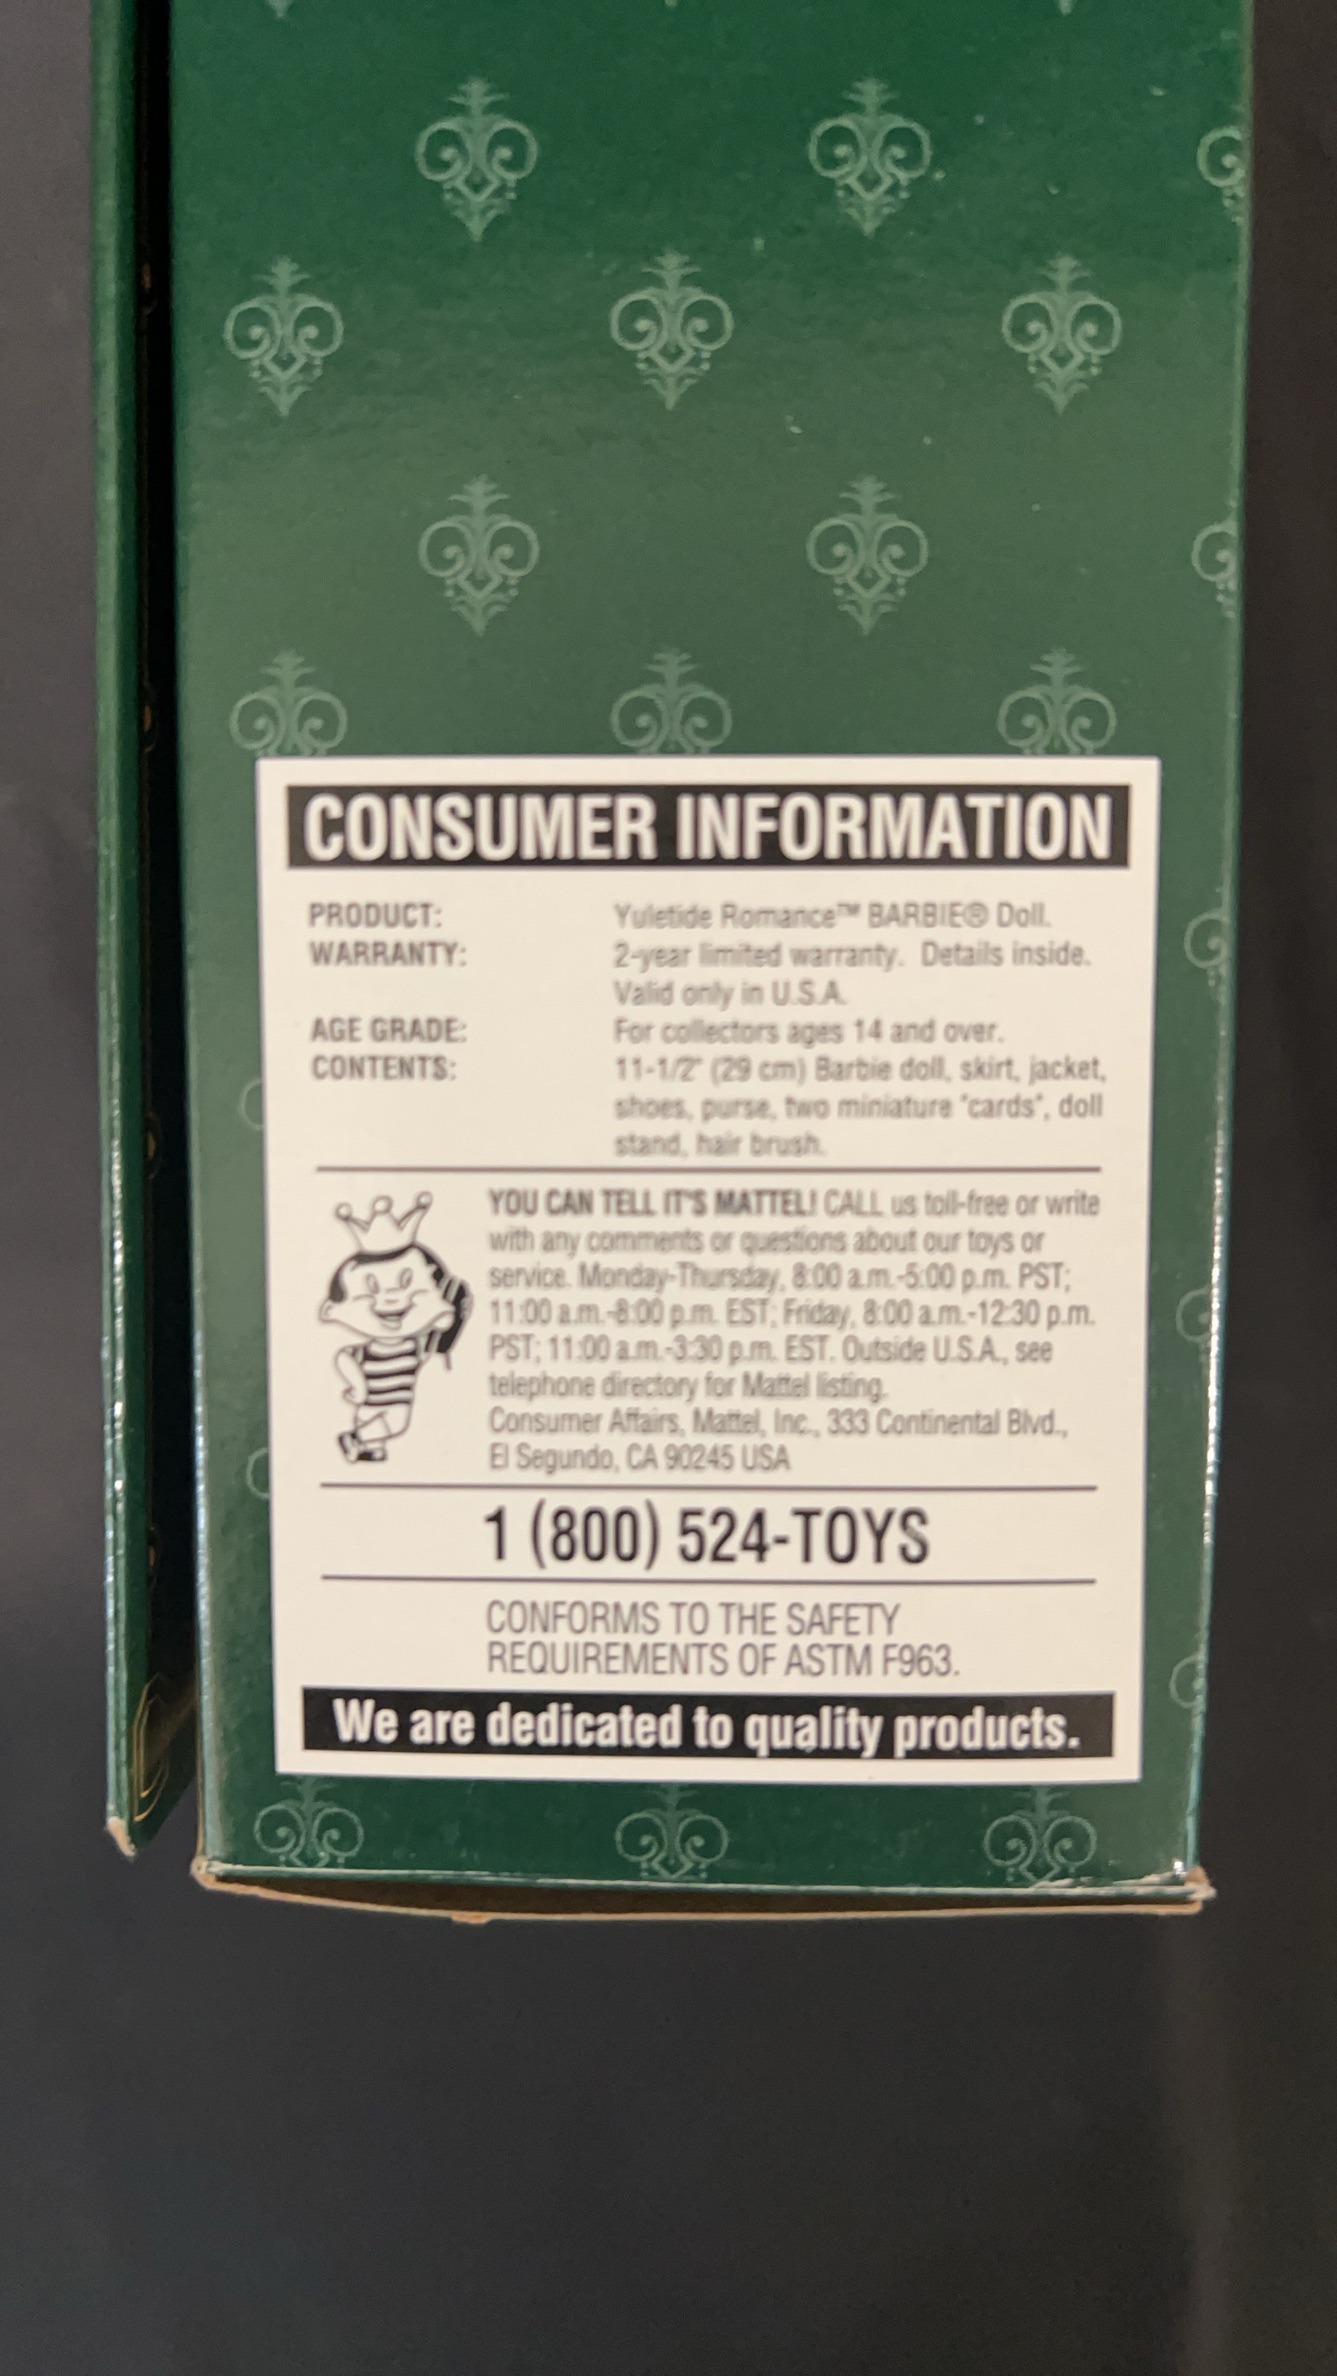 CONSUMER INFORMATION
PRODUCT: Yuletide Romance™ BARBIE® Doll.
WARRANTY: 2-year limited warranty. Details inside.
Valid only in U.S.A.
AGE GRADE: For collectors ages 14 and over.
CONTENTS: 11-1/2" (29 cm) Barbie doll, skirt, jacket,
shoes, purse, two miniature "cards", doll
stand, hair brush.
YOU CAN TELL IT'S MATTEL! CALL us toll-free or write
with any comments or questions about our toys or
service. Monday-Thursday, 8:00 a.m.-5:00 p.m. PST;
11:00 a.m.-8:00 p.m. EST; Friday, 8:00 a.m.-12:30 p.m.
PST; 11:00 a.m.-3:30 p.m. EST. Outside U.S.A., see
telephone directory for Mattel listing.
Consumer Affairs, Mattel, Inc., 333 Continental Blvd.,
El Segundo, CA 90245 USA
1 (800) 524-TOYS
CONFORMS TO THE SAFETY
REQUIREMENTS OF ASTM F963.
We are dedicated to quality products.